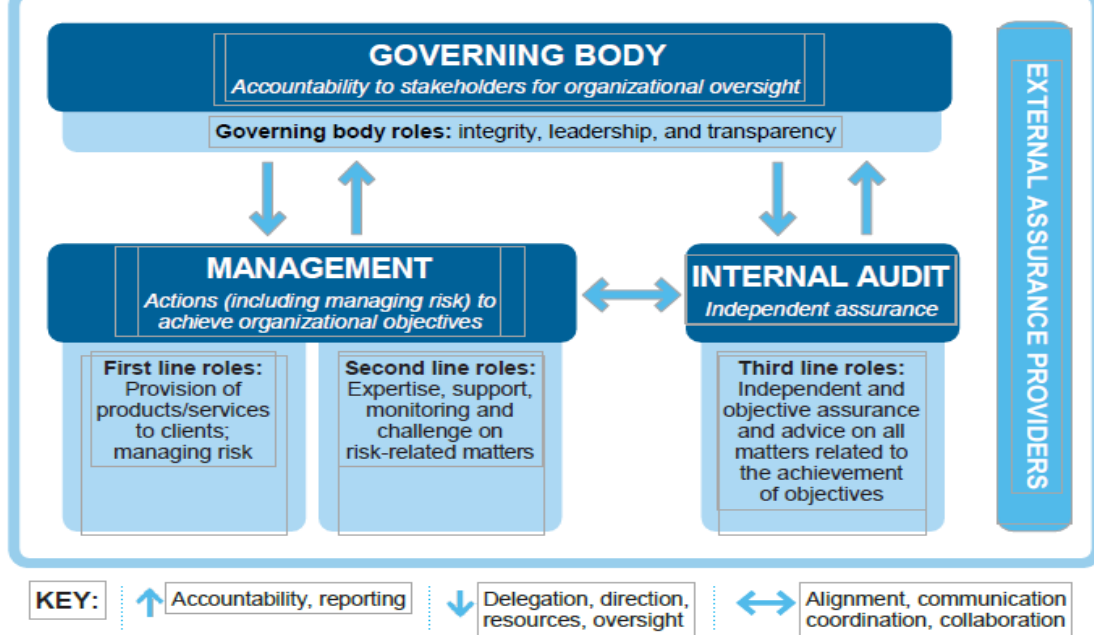 GOVERNING BODY
Accountability to stakeholders for organizational oversight
Governing body roles: integrity, leadership, and transparency
MANAGEMENT
Actions (including managing risk) to
achieve organizational objectives
INTERNAL AUDIT
Independent assurance
First line roles:
Provision of
products/services
to clients;
managing risk
Second line roles:
Expertise, support,
monitoring and
challenge on
risk-related matters
Third line roles:
Independent and
objective assurance
and advice on all
matters related to
the achievement
of objectives
EXTERNAL ASSURANCE PROVIDERS
KEY:
Accountability, reporting
Delegation, direction,
resources, oversight
Alignment, communication
coordination, collaboration